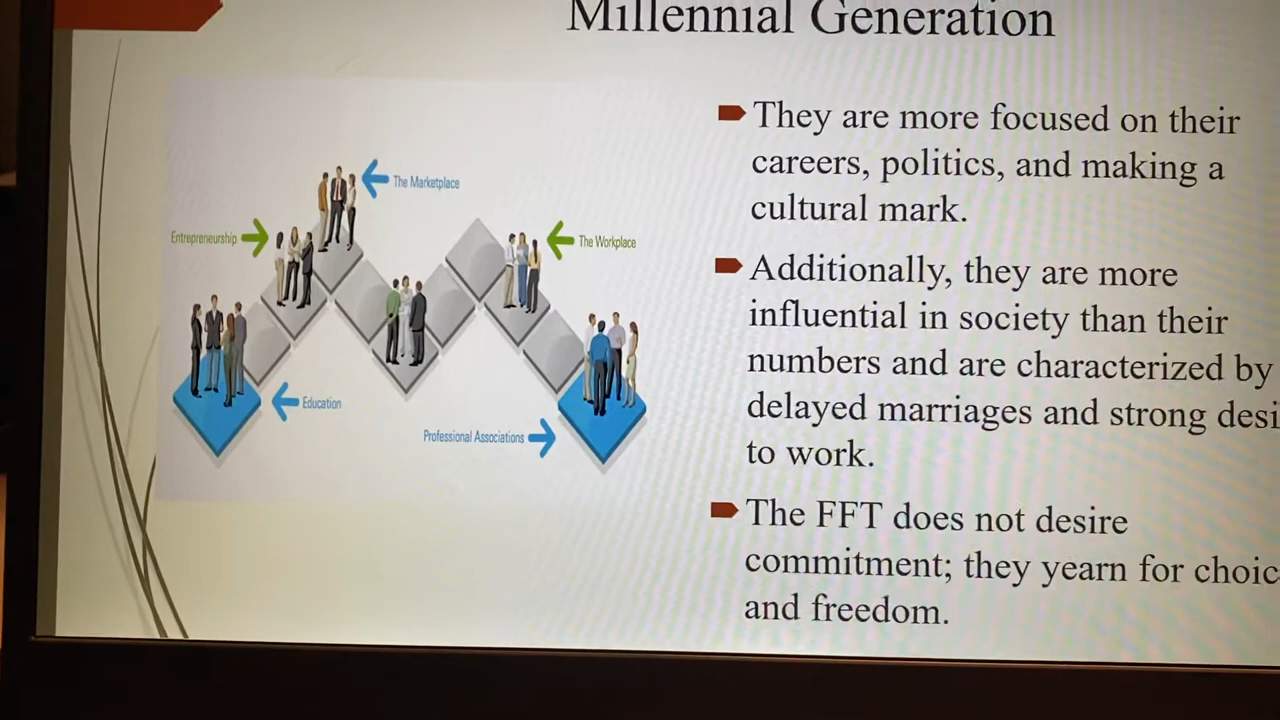 Millennial Generation
The Marketplace
Entrepreneurship
The Workplace
Education
Professional Associations
They are more focused on their
careers, politics, and making a
cultural mark.
Additionally, they are more
influential in society than their
numbers and are characterized by
delayed marriages and strong desi
to work.
The FFT does not desire
commitment; they yearn for choic
and freedom.